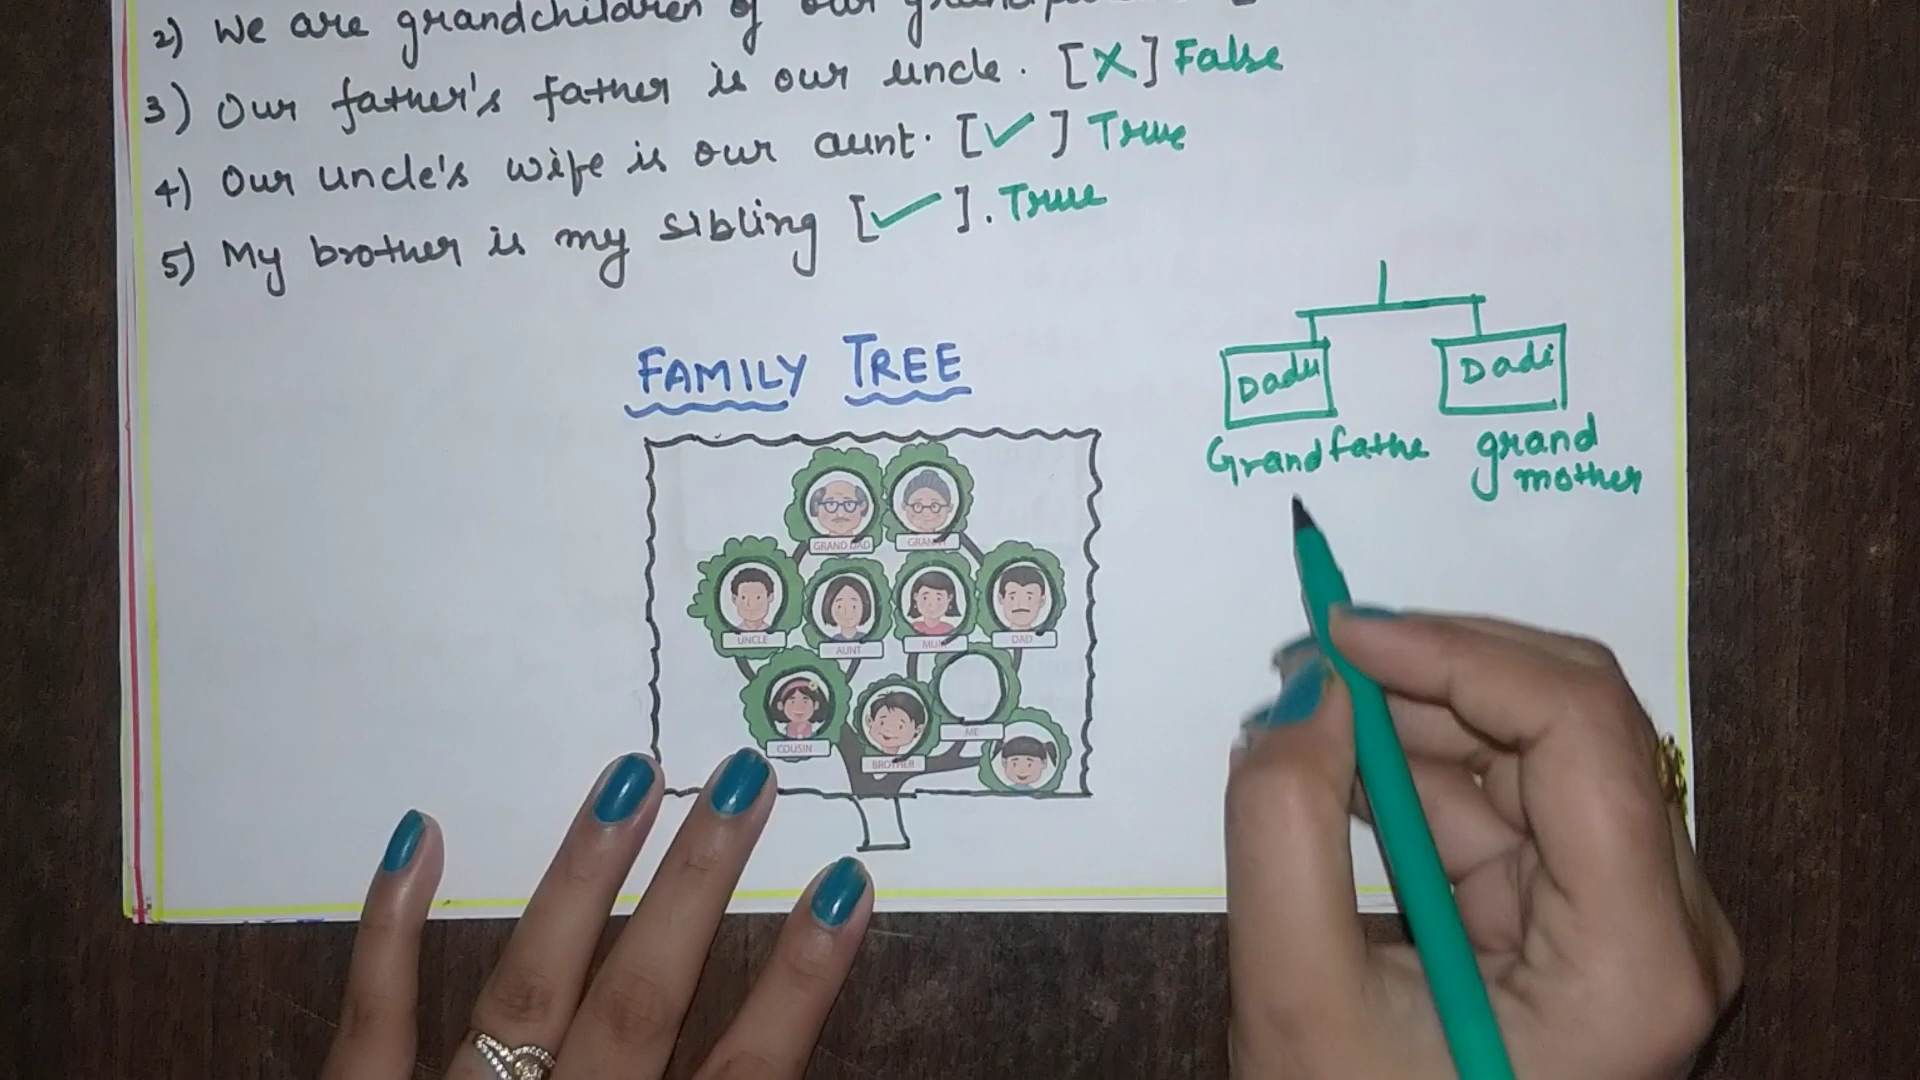 2) We are grandchildren of our
3) Our father's father is our uncle. [✗] False
4) Our uncle's wife is our aunt. [✓] True
5) My brother is my sibling [✓]. True
FAMILY TREE
Dadu Dadi
Grandfathe grand
mother
GRAND DAD
UNCLE
AUNT
DAD
COUSIN
BROTHER
ME